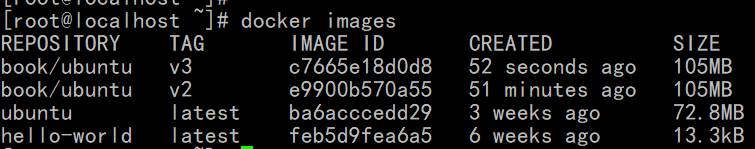 [root@localhost ~]#
[root@localhost ~]# docker images
REPOSITORY TAG IMAGE ID CREATED SIZE
book/ubuntu v3 c7665e18d0d8 52 seconds ago 105MB
book/ubuntu v2 e9900b570a55 51 minutes ago 105MB
ubuntu latest ba6acccedd29 3 weeks ago 72.8MB
hello-world latest feb5d9fea6a5 6 weeks ago 13.3kB